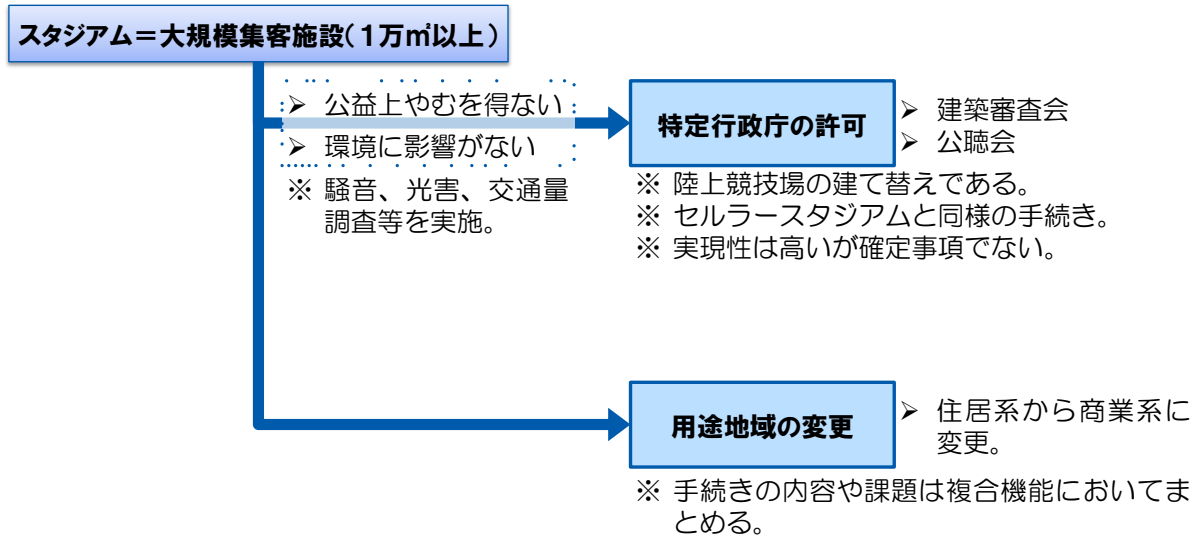 スタジアム＝大規模集客施設（１万㎡以上）
➢ 公益上やむを得ない
➢ 環境に影響がない
※ 騒音、光害、交通量
調査等を実施。
特定行政庁の許可
➢ 建築審査会
➢ 公聴会
※ 陸上競技場の建て替えである。
※ セルラースタジアムと同様の手続き。
※ 実現性は高いが確定事項でない。
用途地域の変更
➢ 住居系から商業系に
変更。
※ 手続きの内容や課題は複合機能においてま
とめる。